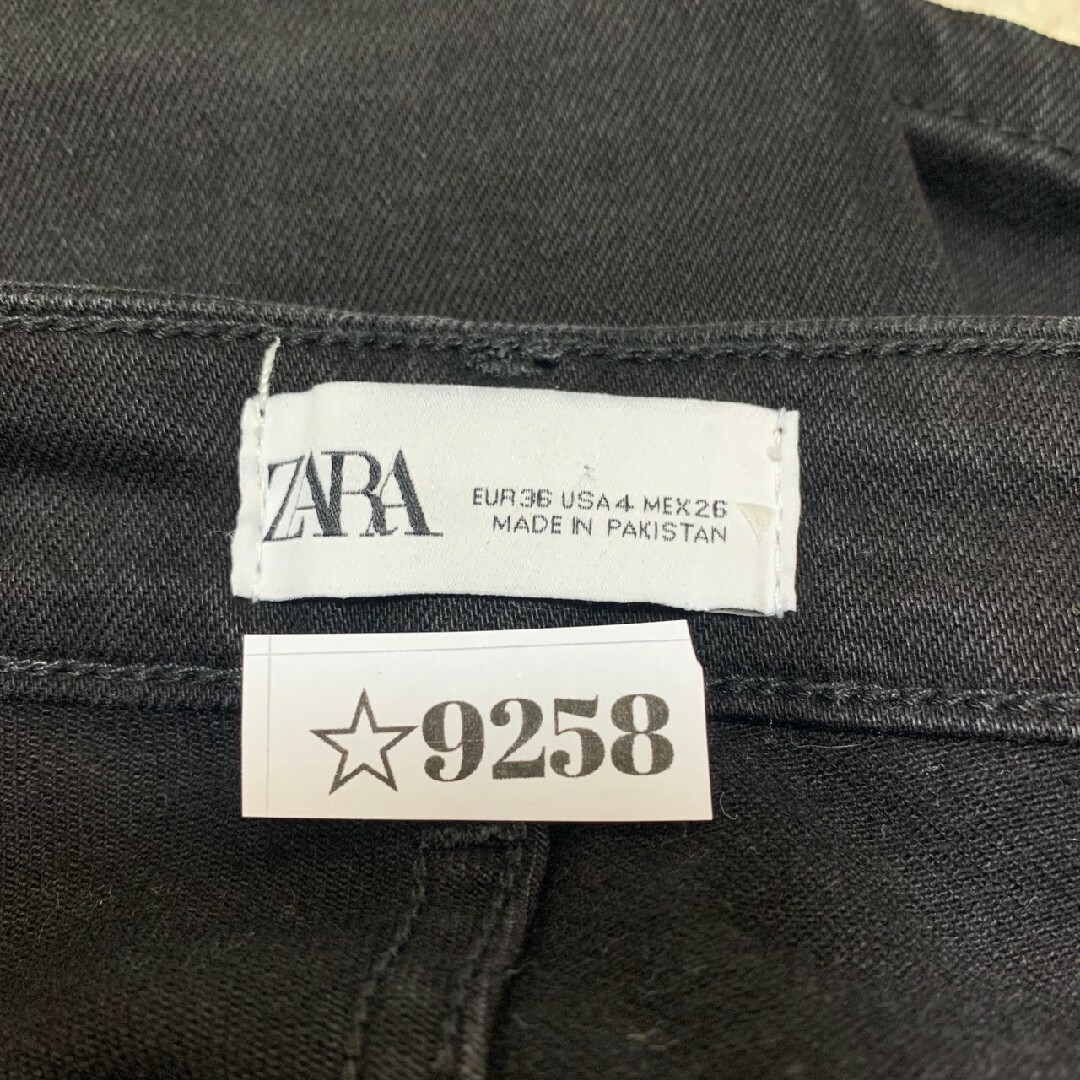 ZARA
EUR36 USA4 MEX26
MADE IN PAKISTAN
☆9258